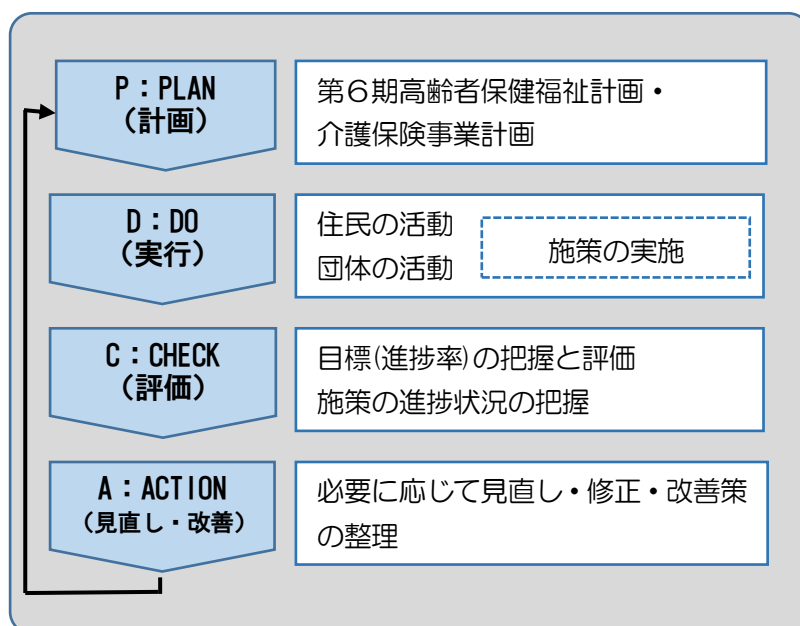 P：PLAN
（計画）
第６期高齢者保健福祉計画・
介護保険事業計画
D：DO
（実行）
住民の活動
団体の活動
施策の実施
C：CHECK
（評価）
目標(進捗率)の把握と評価
施策の進捗状況の把握
A：ACTION
（見直し・改善）
必要に応じて見直し・修正・改善策
の整理